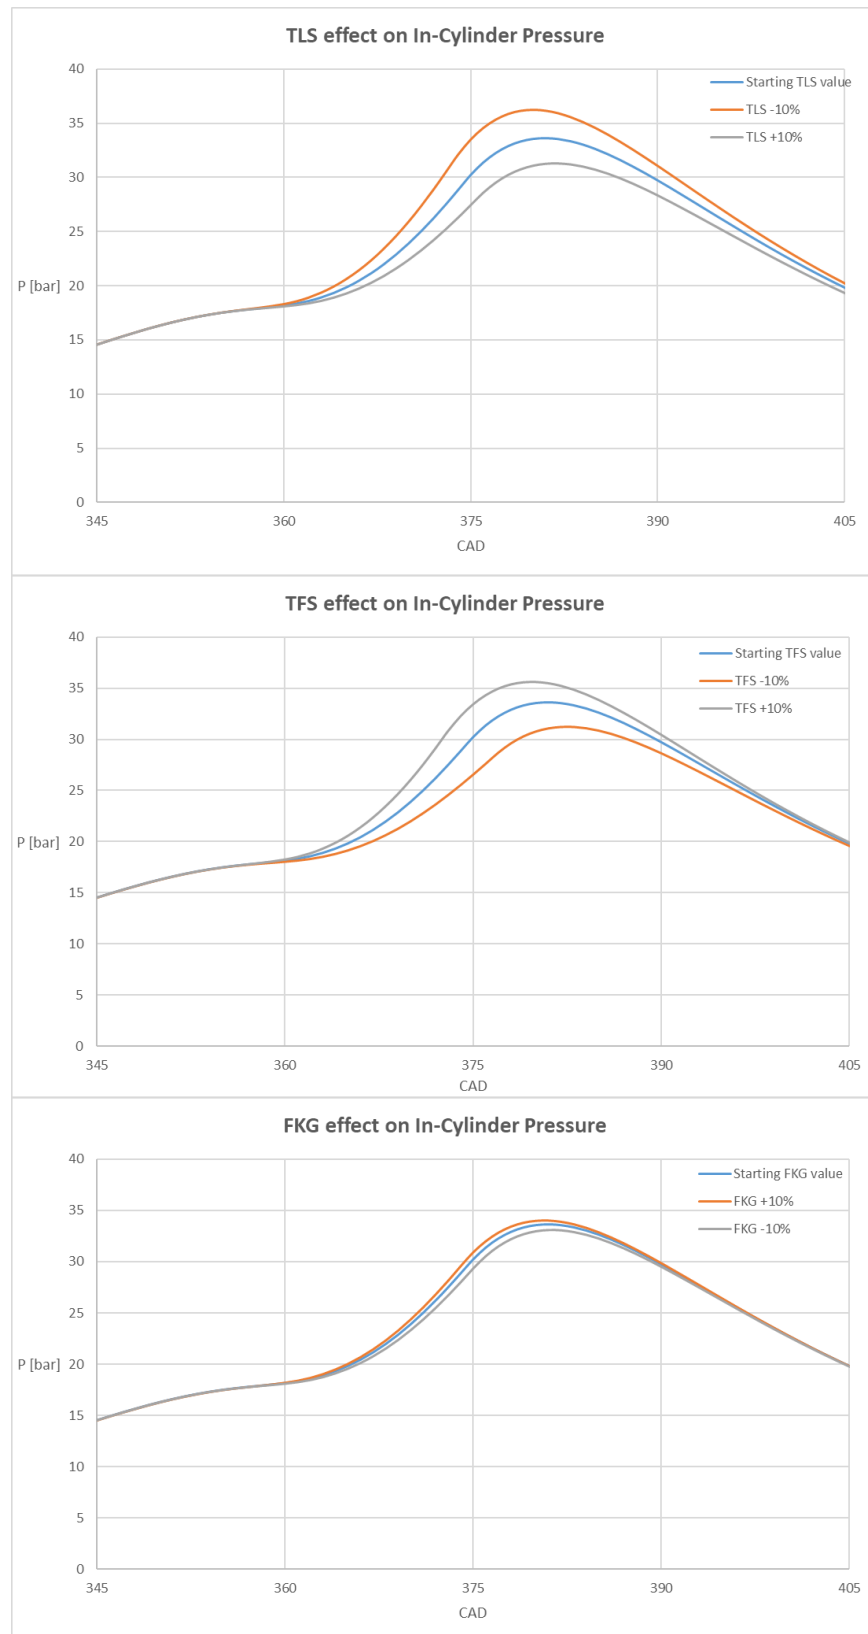 TLS effect on In-Cylinder Pressure
40
Starting TLS value
TLS -10%
TLS +10%
35
30
25
P [bar] 20
15
10
5
0
345 360 375 390 405
CAD
TFS effect on In-Cylinder Pressure
40
Starting TFS value
TFS -10%
TFS +10%
35
30
25
P [bar] 20
15
10
5
0
345 360 375 390 405
CAD
FKG effect on In-Cylinder Pressure
40
Starting FKG value
FKG +10%
FKG -10%
35
30
25
P [bar] 20
15
10
5
0
345 360 375 390 405
CAD